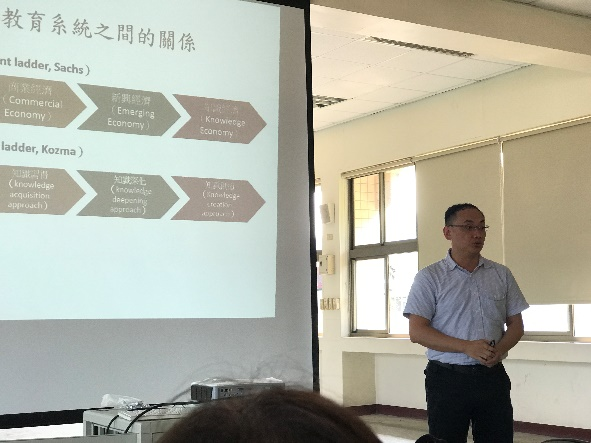 教育系統之間的關係
nt ladder, Sachs）
商業經濟
（Commercial
Economy）
新興經濟
（Emerging
Economy）
（Knowledge
Economy）
ladder, Kozma）
知識習得
（knowledge
acquisition
approach）
知識深化
（knowledge
deepening
approach）
（Knowledge
creation
approach）